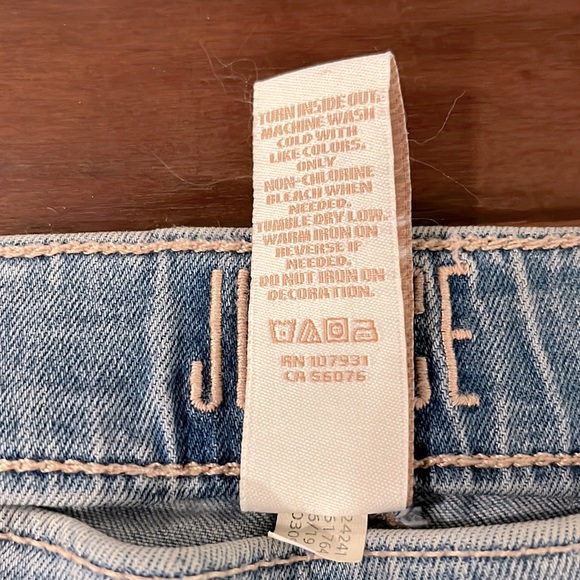 TURN INSIDE OUT.
MACHINE WASH
COLD WITH
LIKE COLORS.
ONLY
NON-CHLORINE
BLEACH WHEN
NEEDED.
TUMBLE DRY LOW.
WARM IRON ON
REVERSE IF
NEEDED.
DO NOT IRON ON
DECORATION.
RN 107931
CA 56076